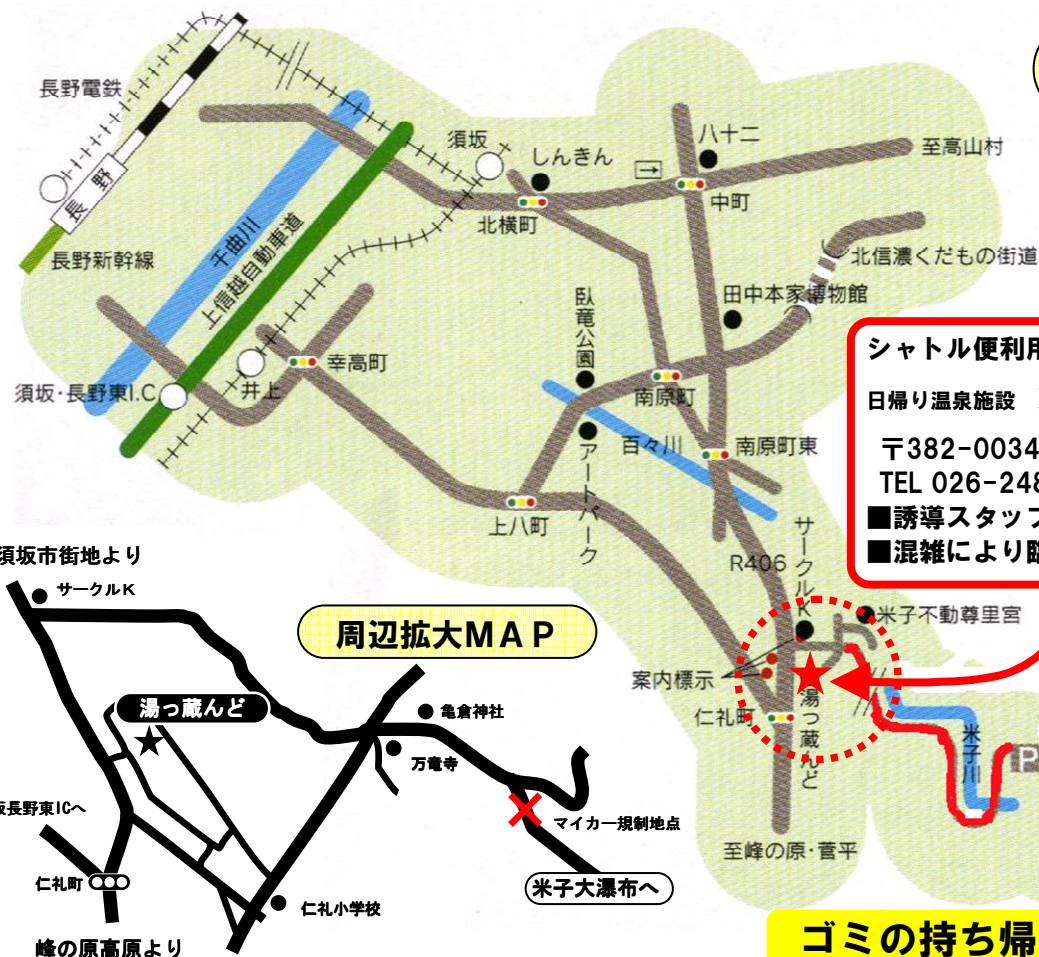 長野電鉄
長野
長野新幹線
千曲川
上信越自動車道
須坂
しんきん
八十二
至高山村
北横町
中町
北信濃くだもの街道
田中本家博物館
臥竜公園
須坂・長野東I.C
井上
幸高町
南原町
百々川
南原町東
アートパーク
上八町
サークルK
R406
米子不動尊里宮
案内標示
仁礼町
湯っ蔵んど
米子川
P
至峰の原・菅平
シャトル便利用
日帰り温泉施設
〒382-0034
TEL 026-248
■誘導スタッフ
■混雑により臨
須坂市街地より
サークルK
周辺拡大MAP
湯っ蔵んど
亀倉神社
万竜寺
坂長野東ICへ
マイカー規制地点
仁礼町
米子大瀑布へ
仁礼小学校
峰の原高原より
ゴミの持ち帰